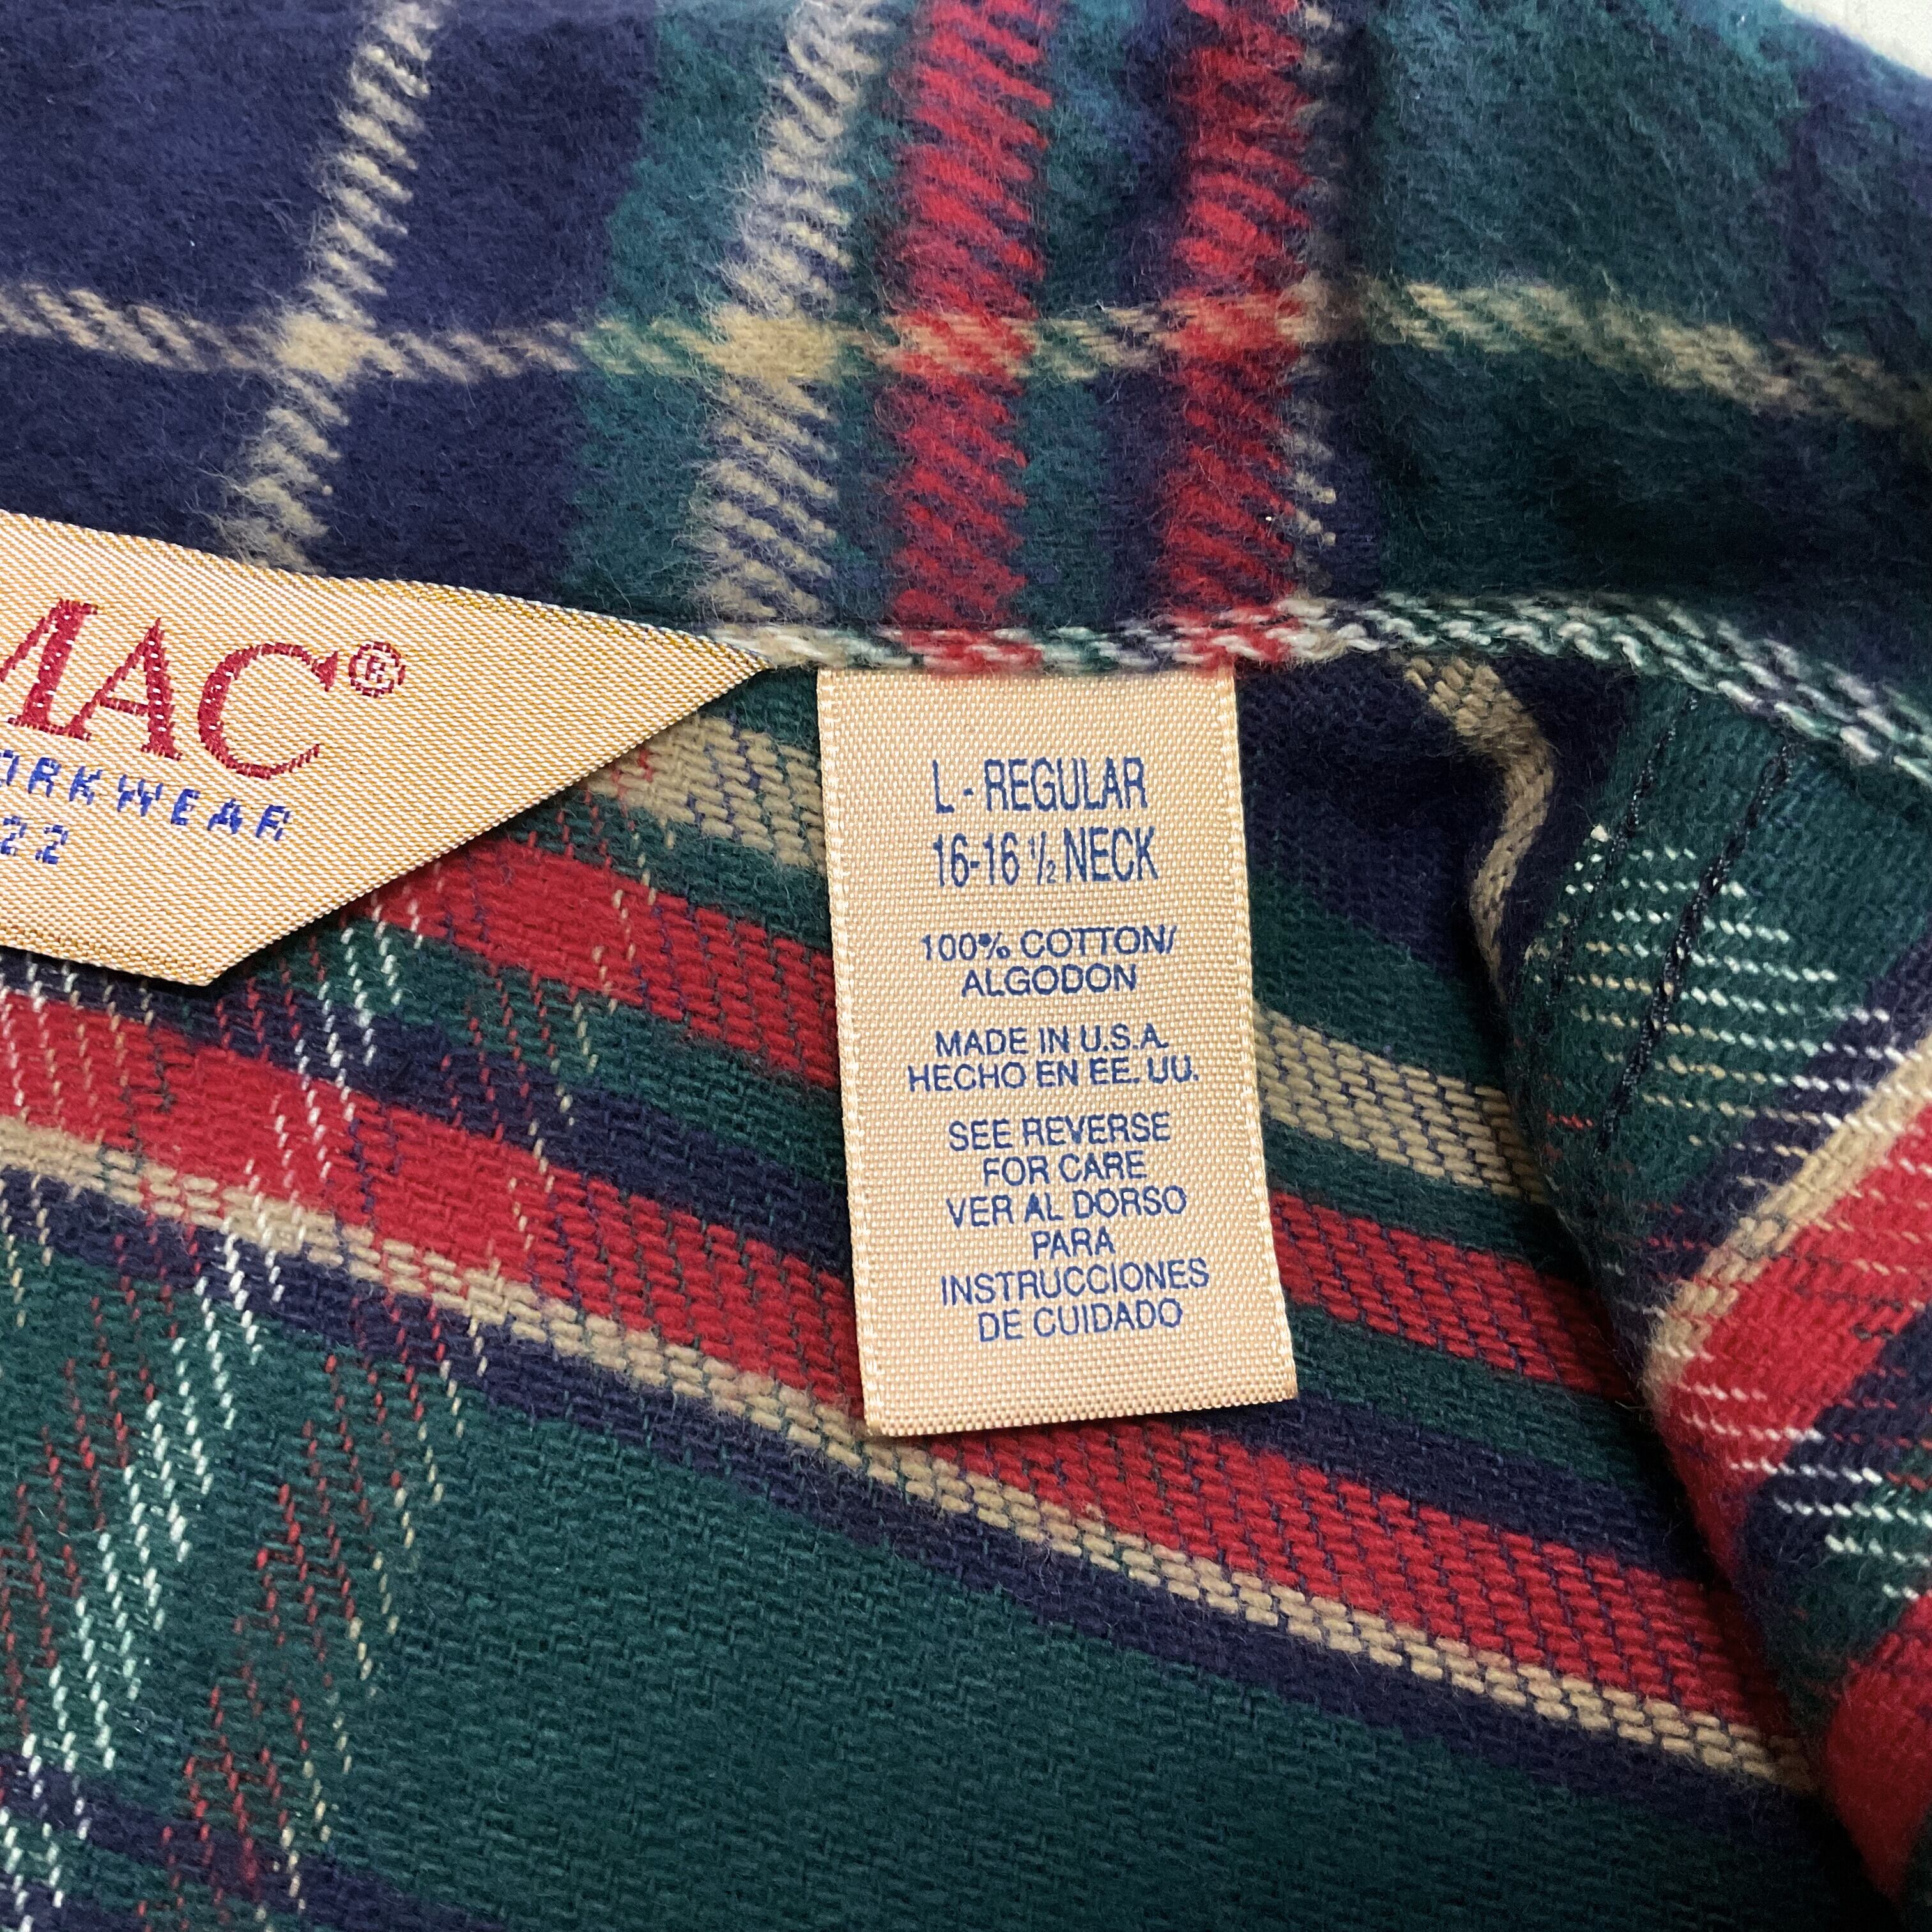 MAC®
ORKWEAR
22
L - REGULAR
16-16 ½ NECK
100% COTTON/
ALGODON
MADE IN U.S.A.
HECHO EN EE. UU.
SEE REVERSE
FOR CARE
VER AL DORSO
PARA
INSTRUCCIONES
DE CUIDADO